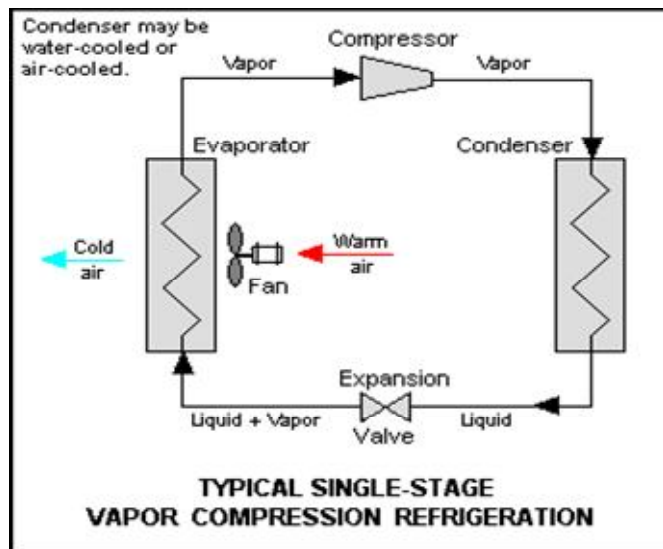 Condenser may be
water-cooled or
air-cooled.
Compressor
Vapor
Vapor
Evaporator
Condenser
Cold
air
Warm
air
Fan
Expansion
Valve
Liquid + Vapor
Liquid
TYPICAL SINGLE-STAGE
VAPOR COMPRESSION REFRIGERATION